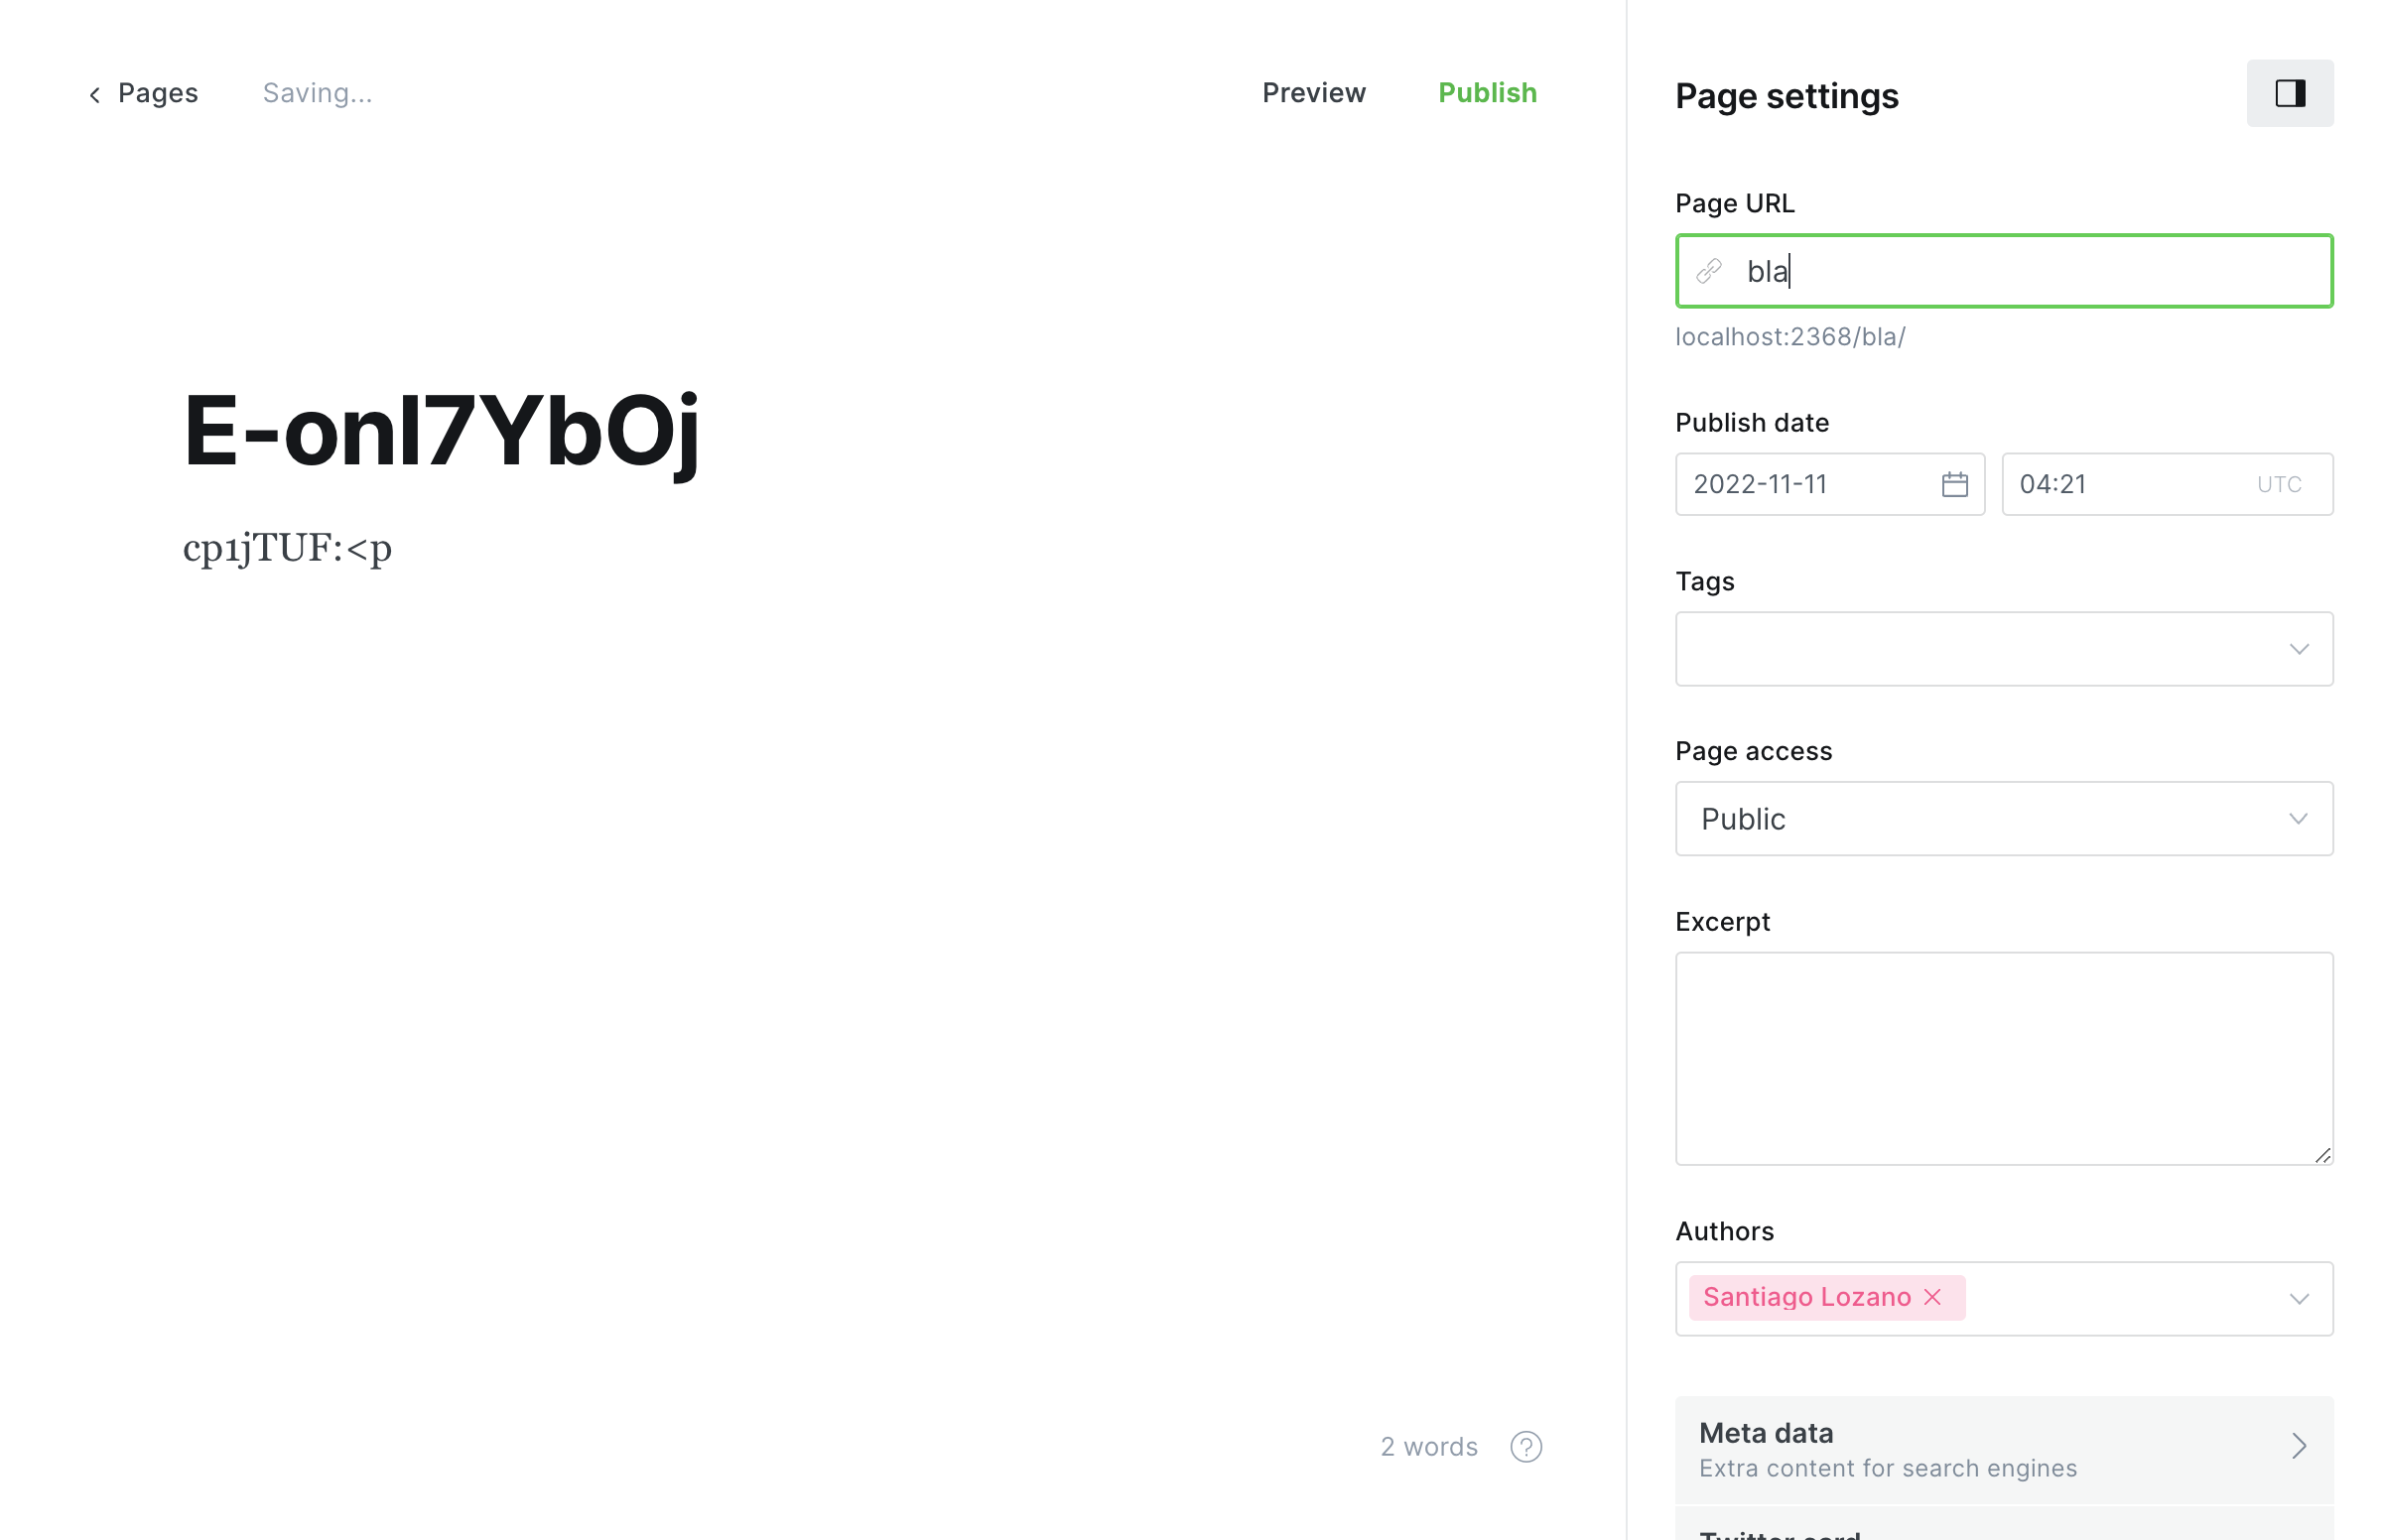 Pages Saving... Preview Publish
E-onl7YbOj
cp1jTUF:<p
2 words ?
Page settings
Page URL
bla
localhost:2368/bla/
Publish date
2022-11-11 04:21 UTC
Tags
Page access
Public
Excerpt
Authors
Santiago Lozano
Meta data
Extra content for search engines
Twitter card